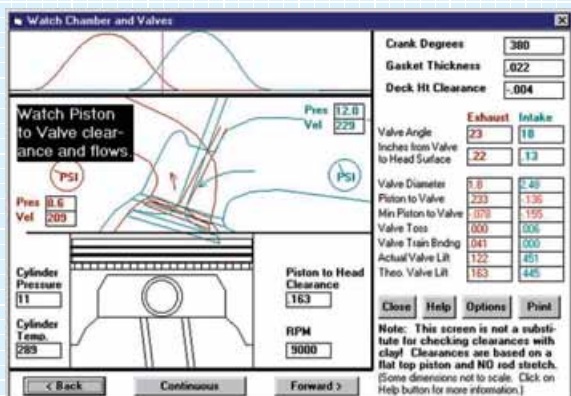 Watch Chamber and Valves
Crank Degrees 380
Gasket Thickness .022
Deck Ht Clearance -.004
Watch Piston
to Valve clear-
ance and flows.
Pres 12.0
Vel 229
PSI
PSI
Pres 8.6
Vel 209
Exhaust Intake
Valve Angle 23 18
Inches from Valve
to Head Surface .22 .13
Valve Diameter 1.8 2.48
Piston to Valve .233 -.136
Min Piston to Valve -.078 -.155
Valve Toss .000 .006
Valve Train Bndng .041 .000
Actual Valve Lift .122 .451
Theo. Valve Lift .163 .445
Cylinder
Pressure
11
Cylinder
Temp.
289
Piston to Head
Clearance
.163
RPM
9000
Close Help Options Print
Note: This screen is not a substi-
tute for checking clearances with
clay! Clearances are based on a
flat top piston and NO rod stretch.
(Some dimensions not to scale. Click on
Help button for more information.)
< Back Continuous Forward >